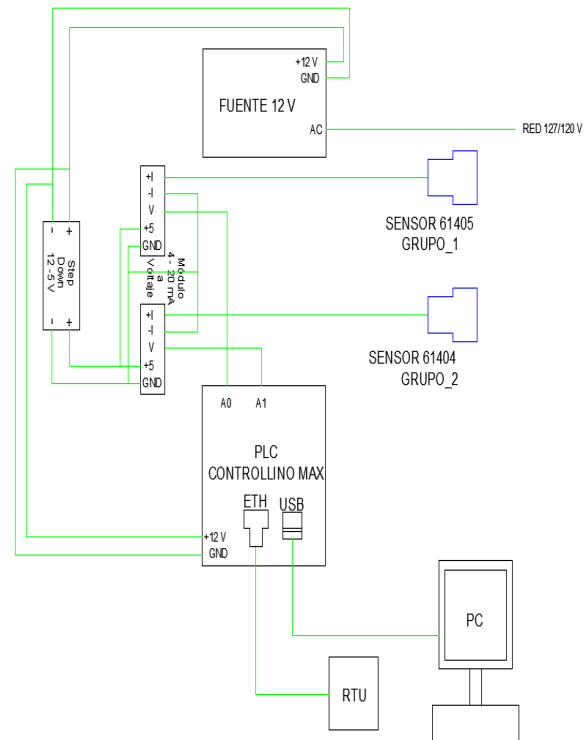 +12 V
GND
FUENTE 12 V
AC
RED 127/120 V
+I
-I
V
+5
GND
SENSOR 61405
GRUPO_1
- +
Step
Down
12 -5 V
- +
Módulo
4 - 20 mA
a
Voltaje
+I
-I
V
+5
GND
SENSOR 61404
GRUPO_2
A0 A1
PLC
CONTROLLINO MAX
ETH USB
+12 V
GND
PC
RTU